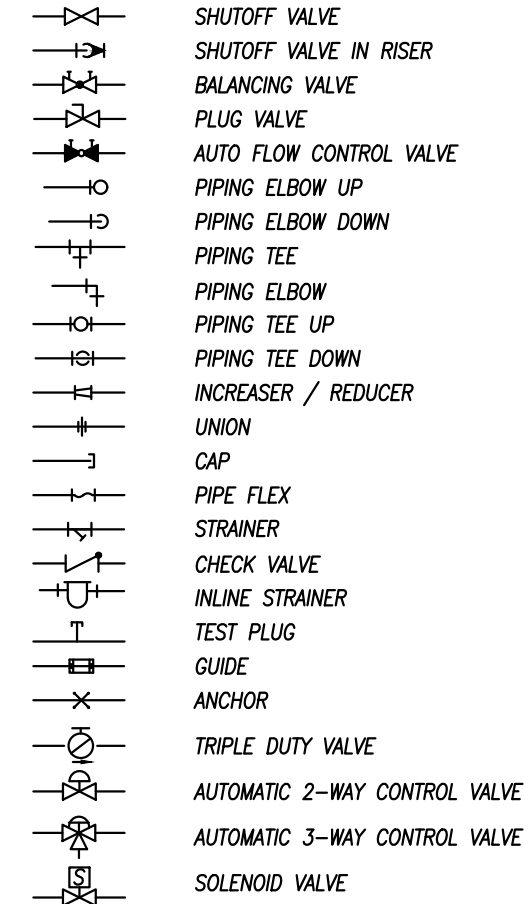 SHUTOFF VALVE
SHUTOFF VALVE IN RISER
BALANCING VALVE
PLUG VALVE
AUTO FLOW CONTROL VALVE
PIPING ELBOW UP
PIPING ELBOW DOWN
PIPING TEE
PIPING ELBOW
PIPING TEE UP
PIPING TEE DOWN
INCREASER / REDUCER
UNION
CAP
PIPE FLEX
STRAINER
CHECK VALVE
INLINE STRAINER
TEST PLUG
GUIDE
ANCHOR
TRIPLE DUTY VALVE
AUTOMATIC 2-WAY CONTROL VALVE
AUTOMATIC 3-WAY CONTROL VALVE
S SOLENOID VALVE